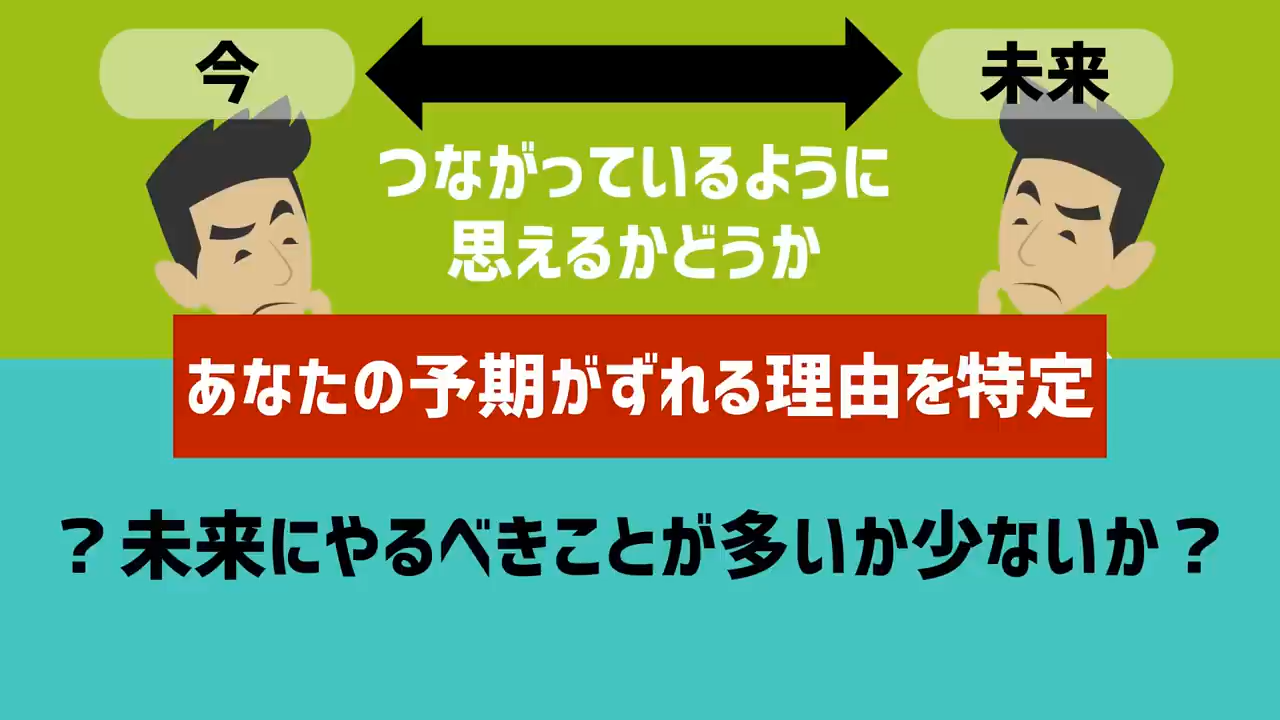 今
未来
つながっているように
思えるかどうか
あなたの予期がずれる理由を特定
？未来にやるべきことが多いか少ないか？